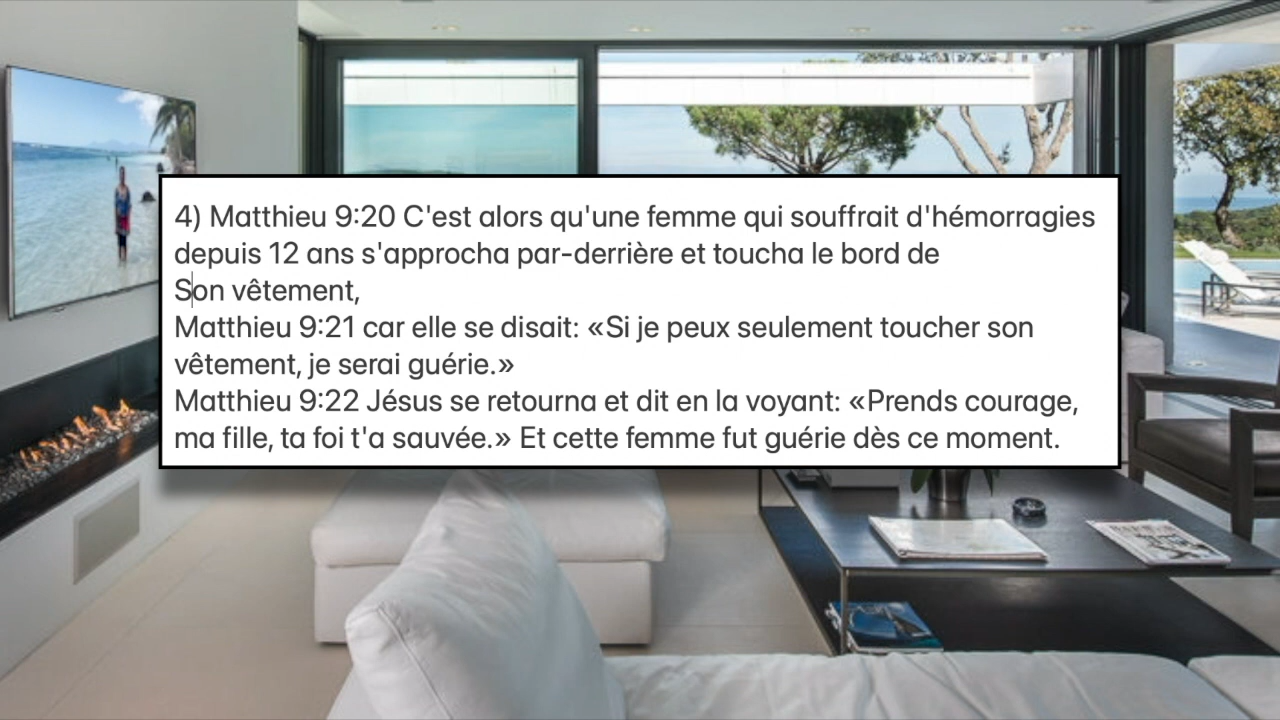 4) Matthieu 9:20 C'est alors qu'une femme qui souffrait d'hémorragies
depuis 12 ans s'approcha par-derrière et toucha le bord de
Son vêtement,
Matthieu 9:21 car elle se disait: «Si je peux seulement toucher son
vêtement, je serai guérie.»
Matthieu 9:22 Jésus se retourna et dit en la voyant: «Prends courage,
ma fille, ta foi t'a sauvée.» Et cette femme fut guérie dès ce moment.